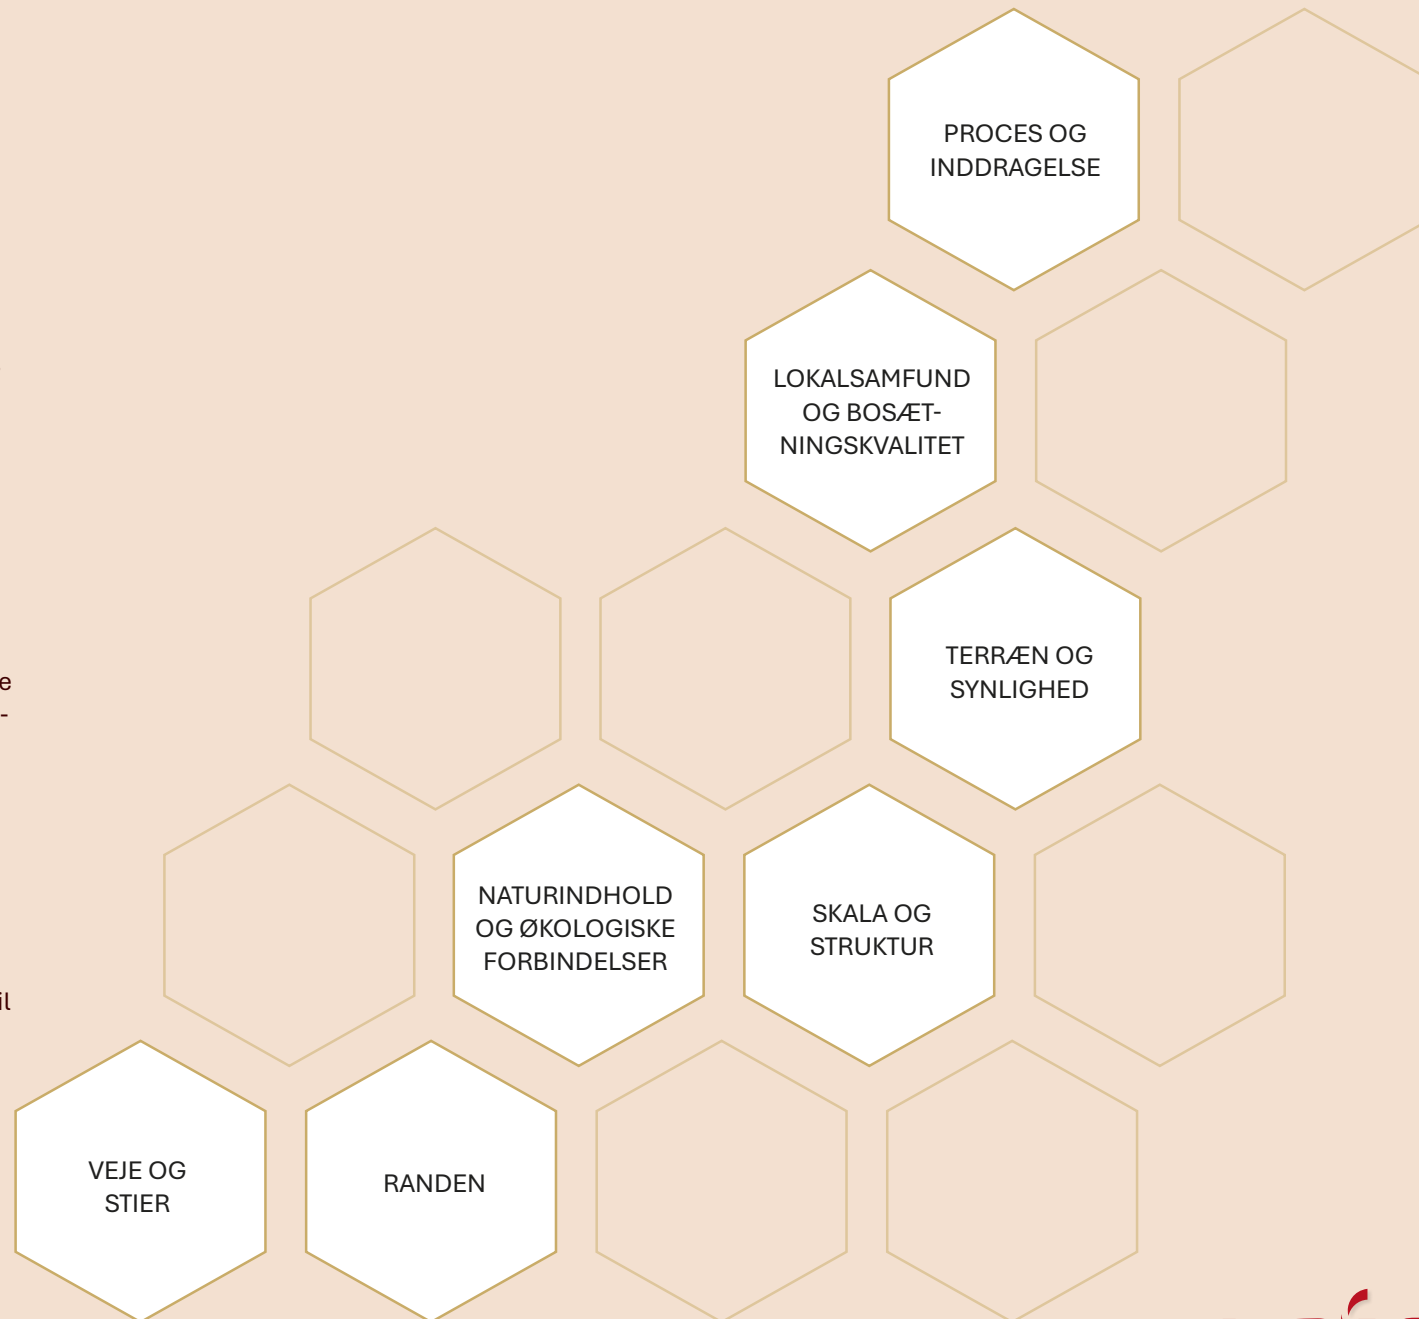 PROCES OG
INDDRAGELSE
LOKALSAMFUND
OG BOSÆT-
NINGSKVALITET
TERRÆN OG
SYNLIGHED
NATURINDHOLD
OG ØKOLOGISKE
FORBINDELSER
SKALA OG
STRUKTUR
VEJE OG
STIER
RANDEN